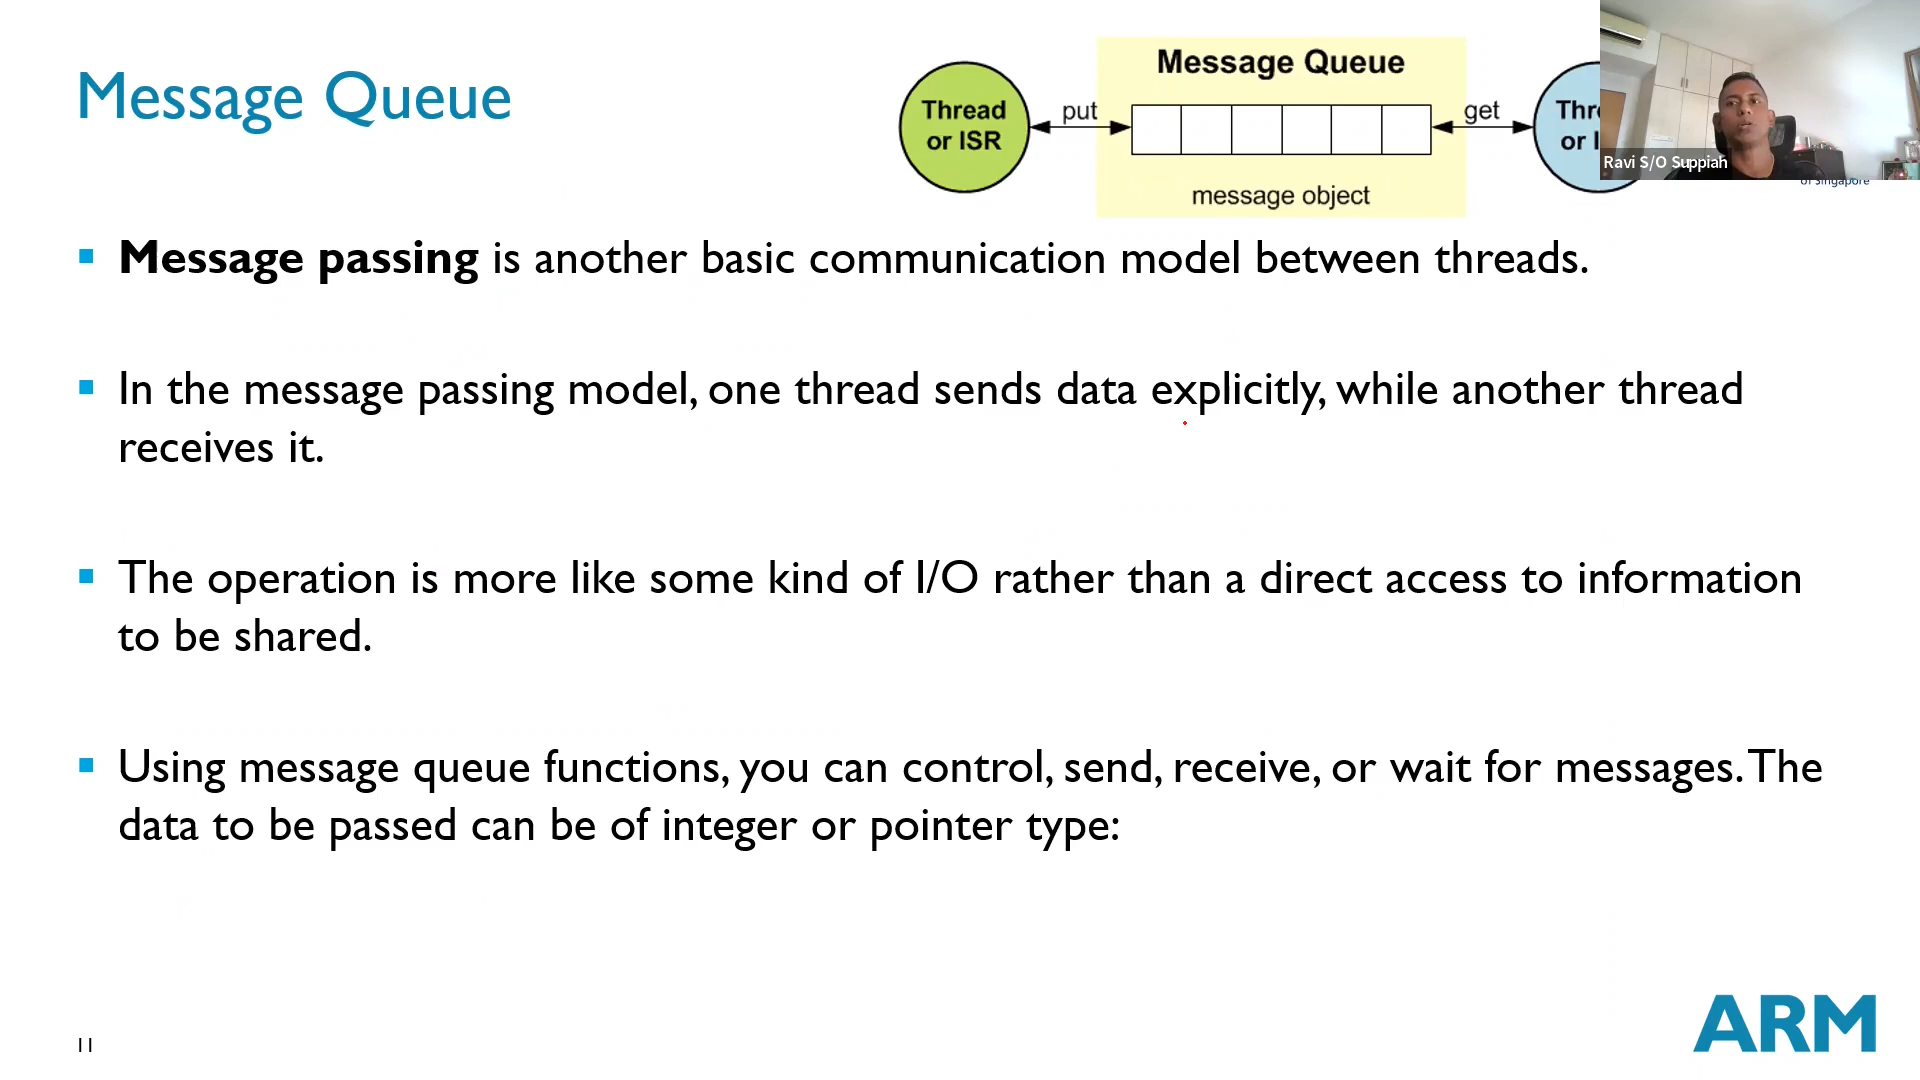 Message Queue
Message Queue
Thread
or ISR
put
get
message object
Ravi S/O Suppiah
of Singapore
Message passing is another basic communication model between threads.
In the message passing model, one thread sends data explicitly, while another thread
receives it.
The operation is more like some kind of I/O rather than a direct access to information
to be shared.
Using message queue functions, you can control, send, receive, or wait for messages. The
data to be passed can be of integer or pointer type:
11
ARM